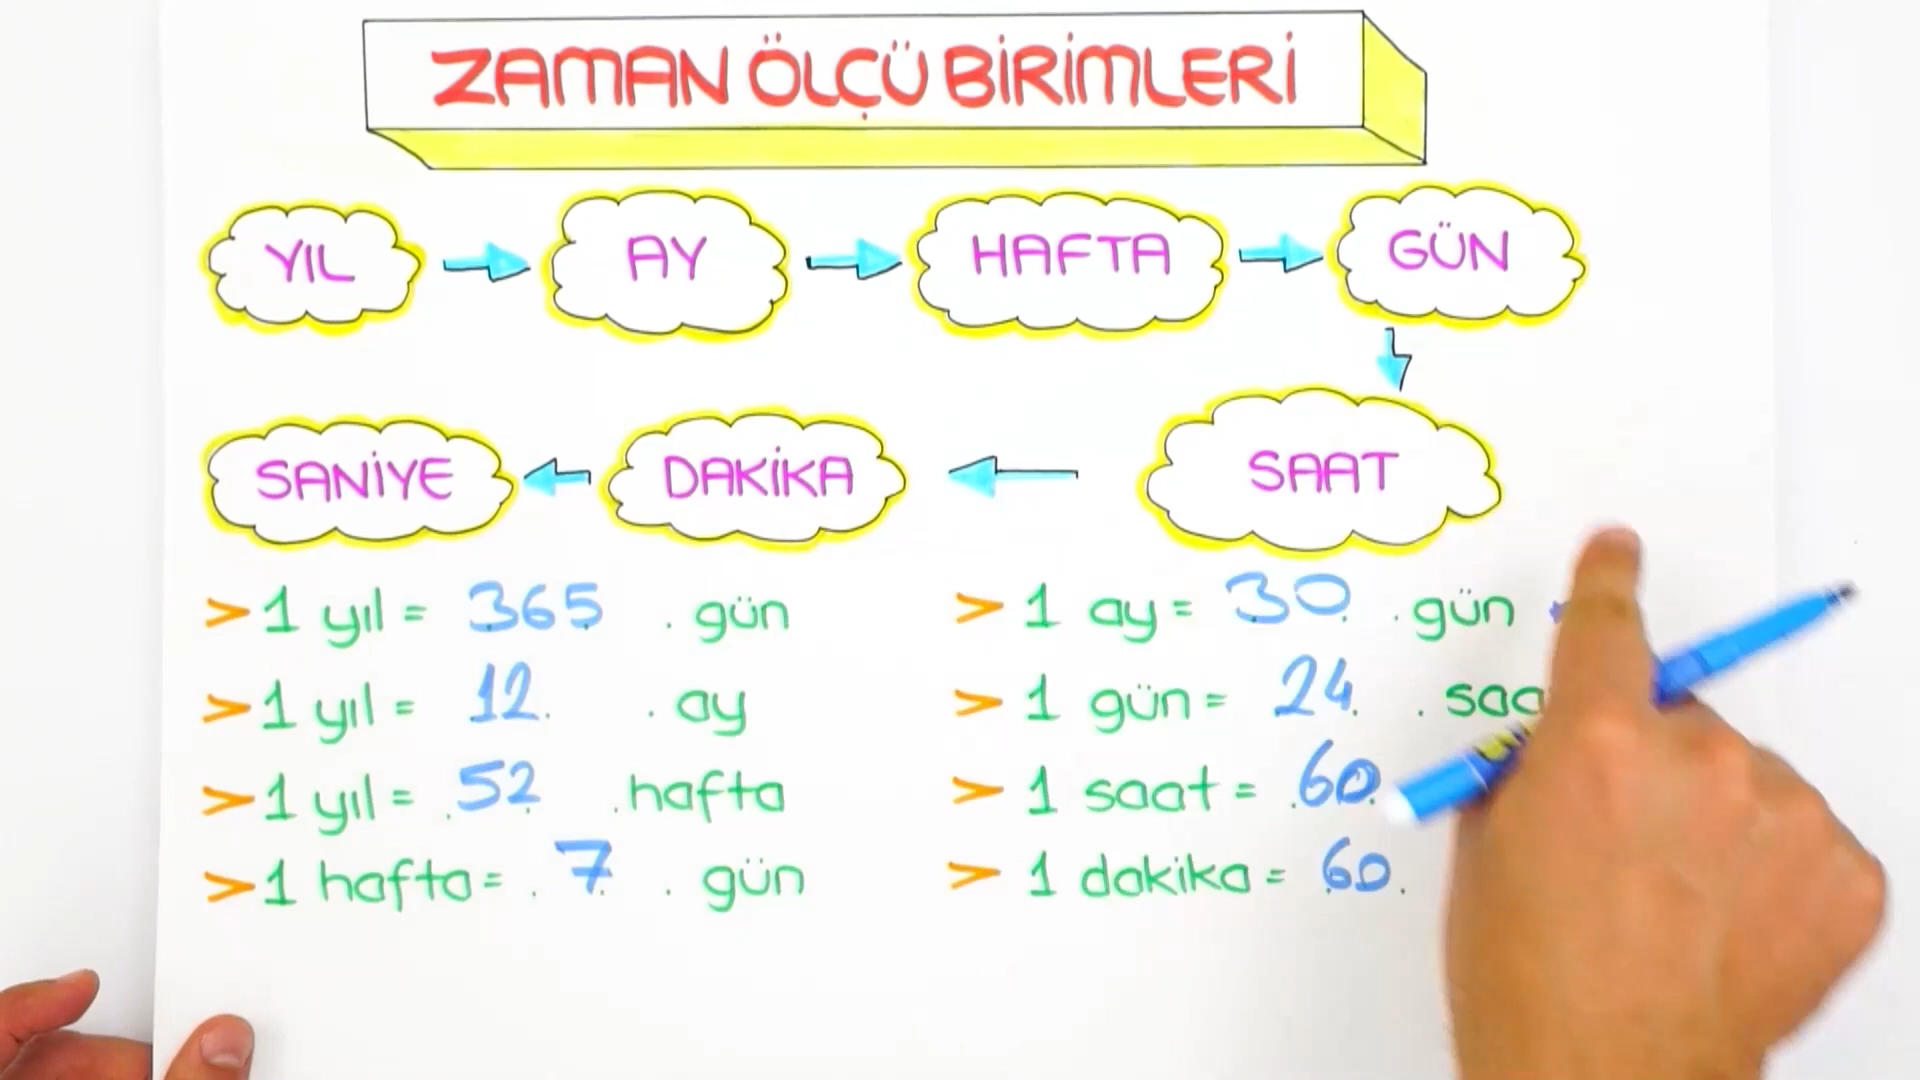 ZAMAN ÖLÇÜ BİRİMLERİ
YIL
AY
HAFTA
GÜN
SAAT
DAKİKA
SANİYE
> 1 yıl = 365 gün
> 1 yıl = 12 ay
> 1 yıl = 52 hafta
> 1 hafta = 7 gün
> 1 ay = 30 gün
> 1 gün = 24
> 1 saat = 60
> 1 dakika = 60